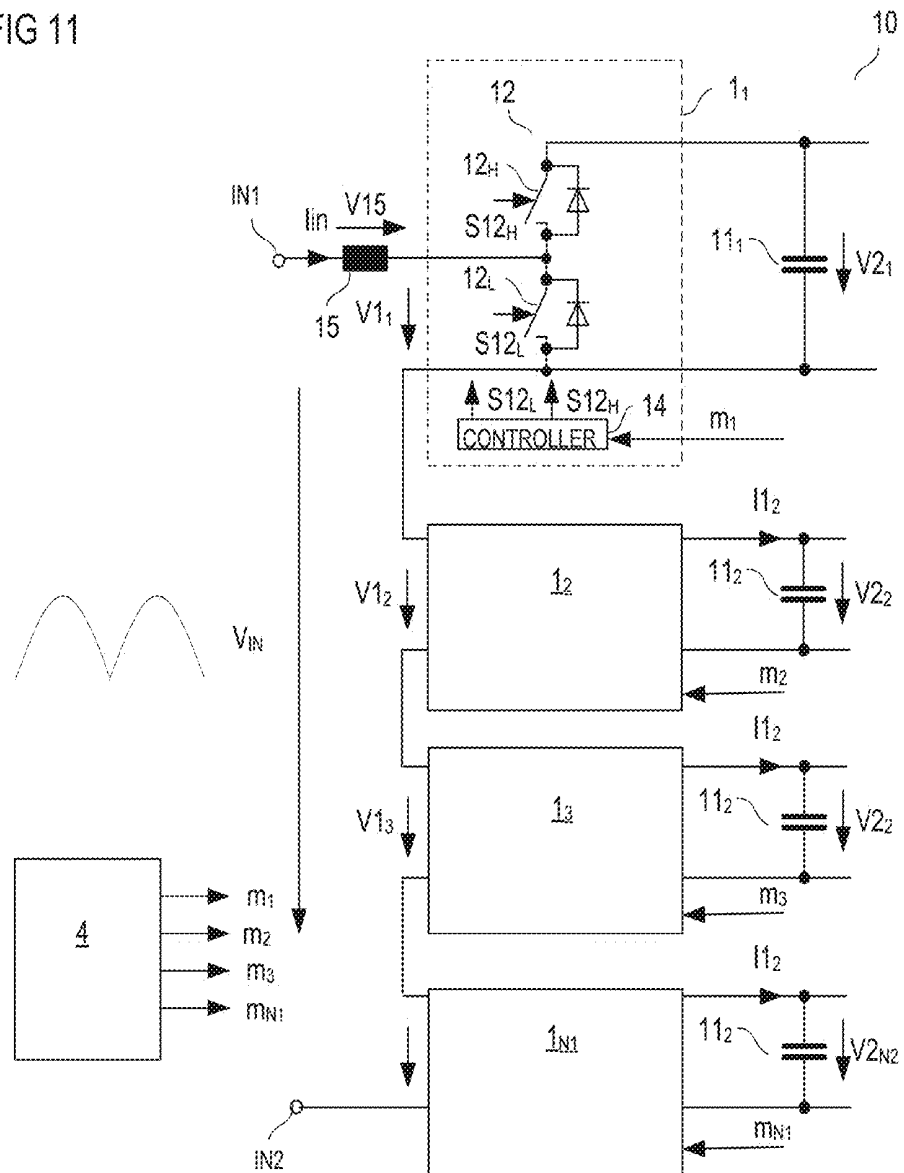 FIG 11
10
12
1₁
12H
IN1
Iin
V15
S12H
11₁
V2₁
12L
15
V1₁
S12L
S12L
S12H
14
CONTROLLER
m₁
I1₂
V1₂
1₂
11₂
V2₂
VIN
m₂
I1₂
V1₃
1₃
11₂
V2₂
m₃
4
m₁
m₂
m₃
mN1
I1₂
1N1
11₂
V2N2
IN2
mN1